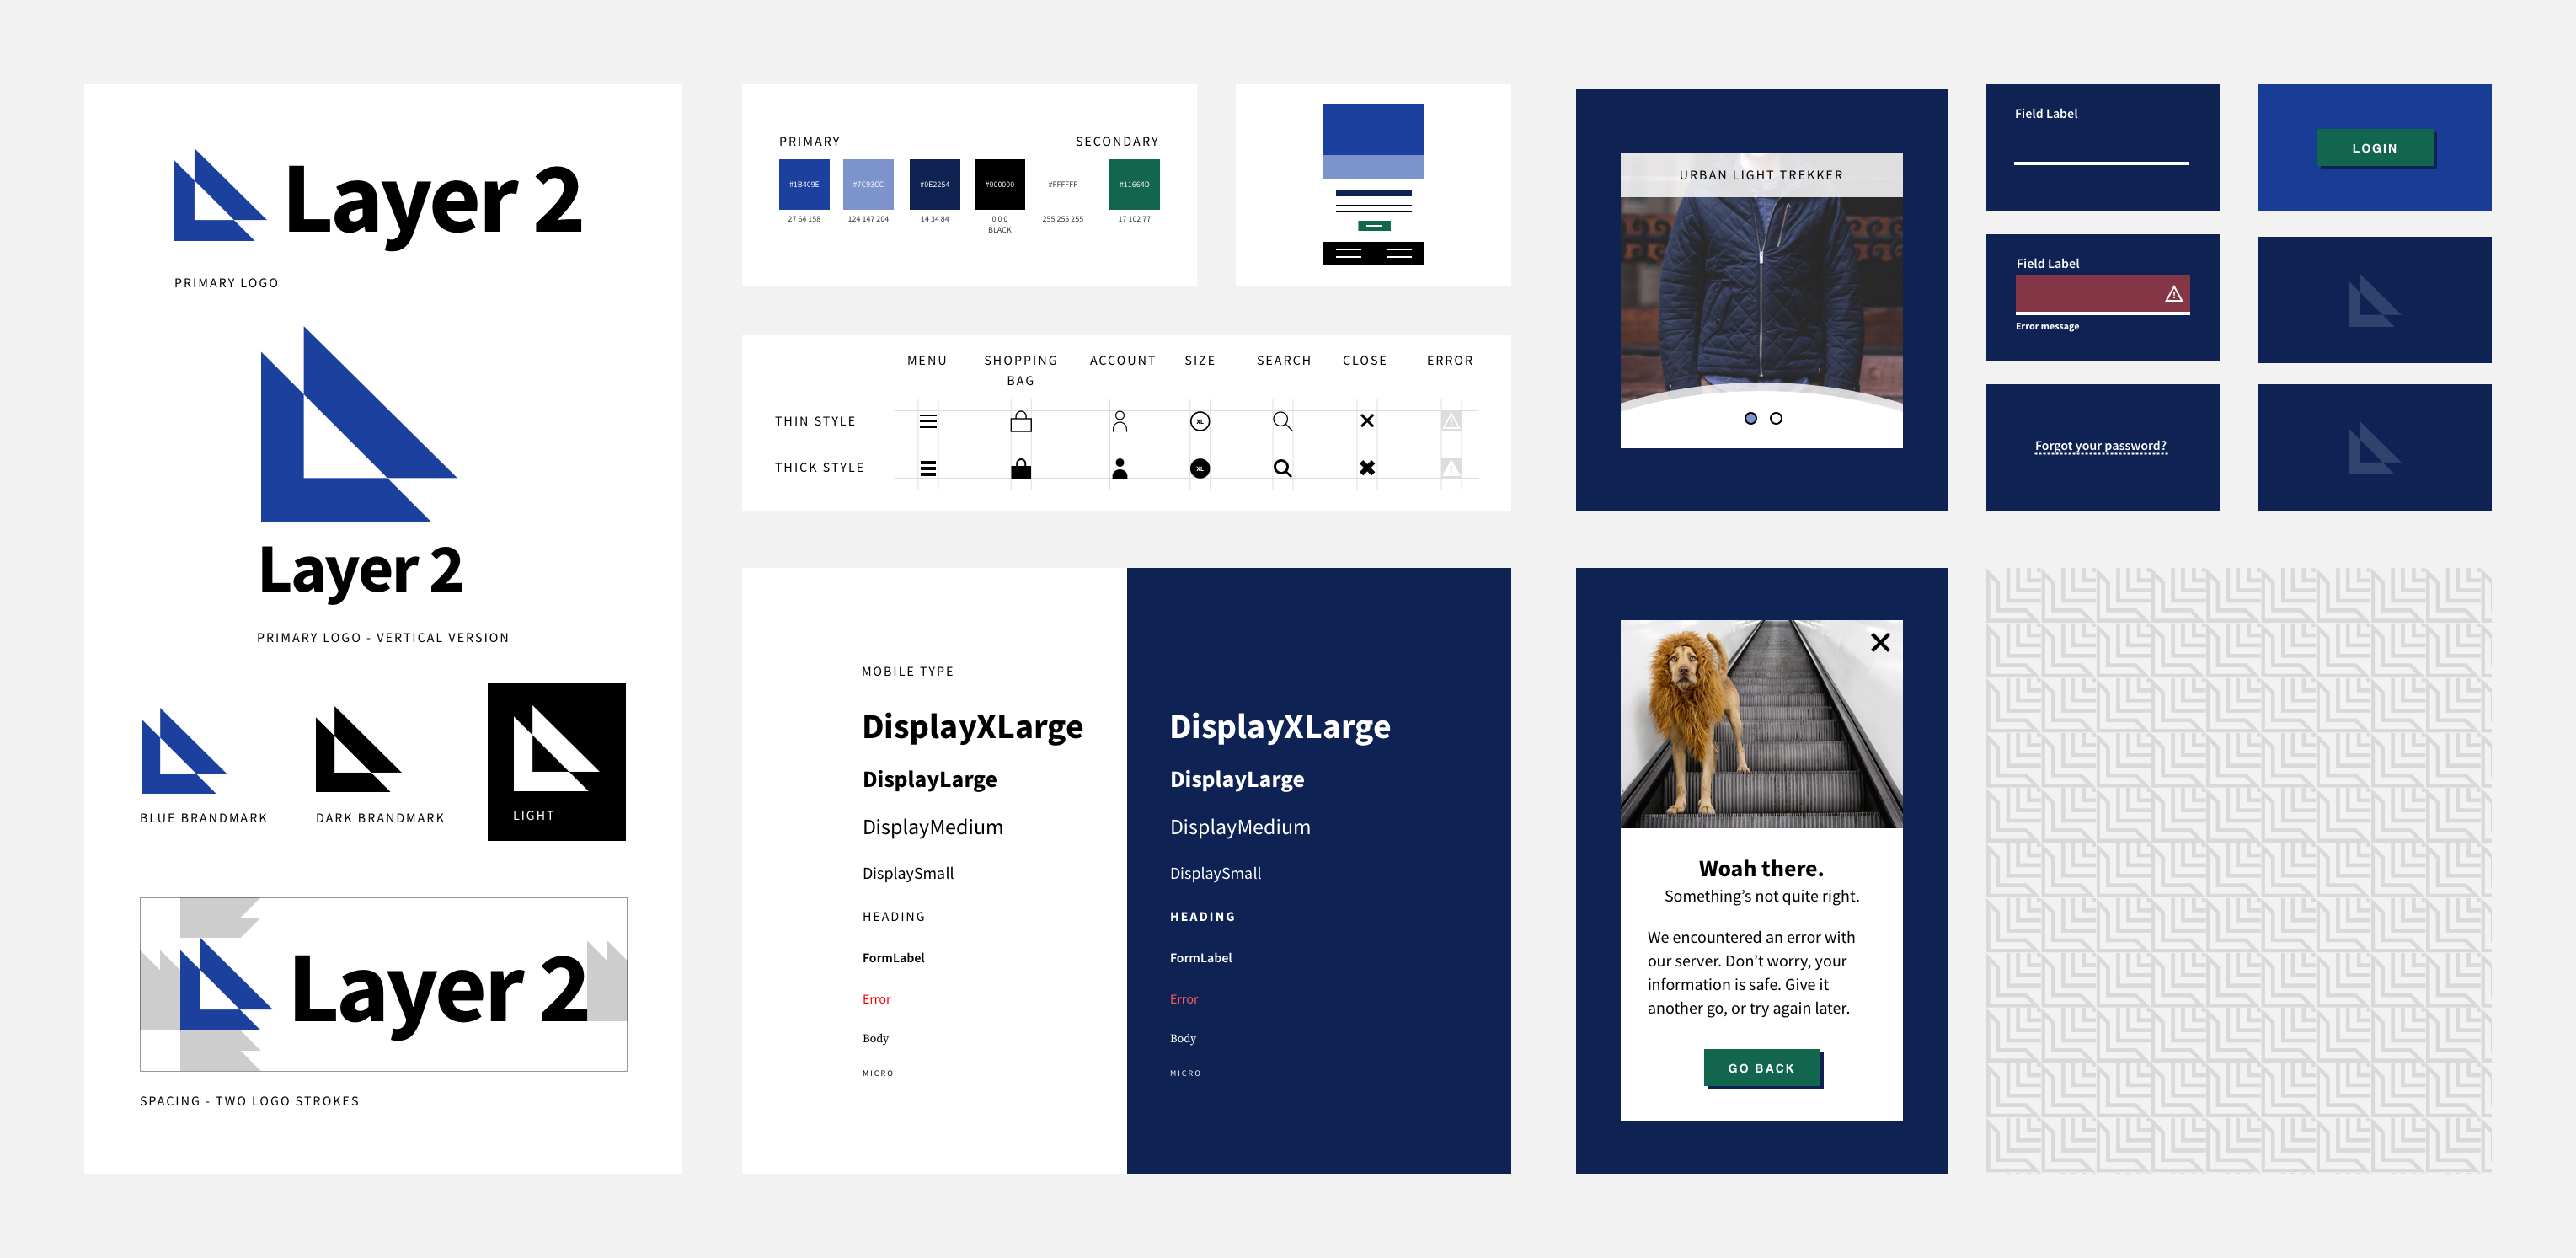 Layer 2
PRIMARY LOGO
Layer 2
PRIMARY LOGO - VERTICAL VERSION
BLUE BRANDMARK
DARK BRANDMARK
LIGHT
Layer 2
SPACING - TWO LOGO STROKES
PRIMARY
SECONDARY
#1B409E
#7C93CC
#0E2254
#000000
#FFFFFF
#11664D
27 64 158
124 147 204
14 34 84
0 0 0
BLACK
255 255 255
17 102 77
MENU
SHOPPING
BAG
ACCOUNT
SIZE
SEARCH
CLOSE
ERROR
THIN STYLE
XL
THICK STYLE
XL
MOBILE TYPE
DisplayXLarge
DisplayLarge
DisplayMedium
DisplaySmall
HEADING
FormLabel
Error
Body
MICRO
DisplayXLarge
DisplayLarge
DisplayMedium
DisplaySmall
HEADING
FormLabel
Error
Body
MICRO
URBAN LIGHT TREKKER
Field Label
LOGIN
Field Label
Error message
Forgot your password?
Woah there.
Something’s not quite right.
We encountered an error with
our server. Don’t worry, your
information is safe. Give it
another go, or try again later.
GO BACK